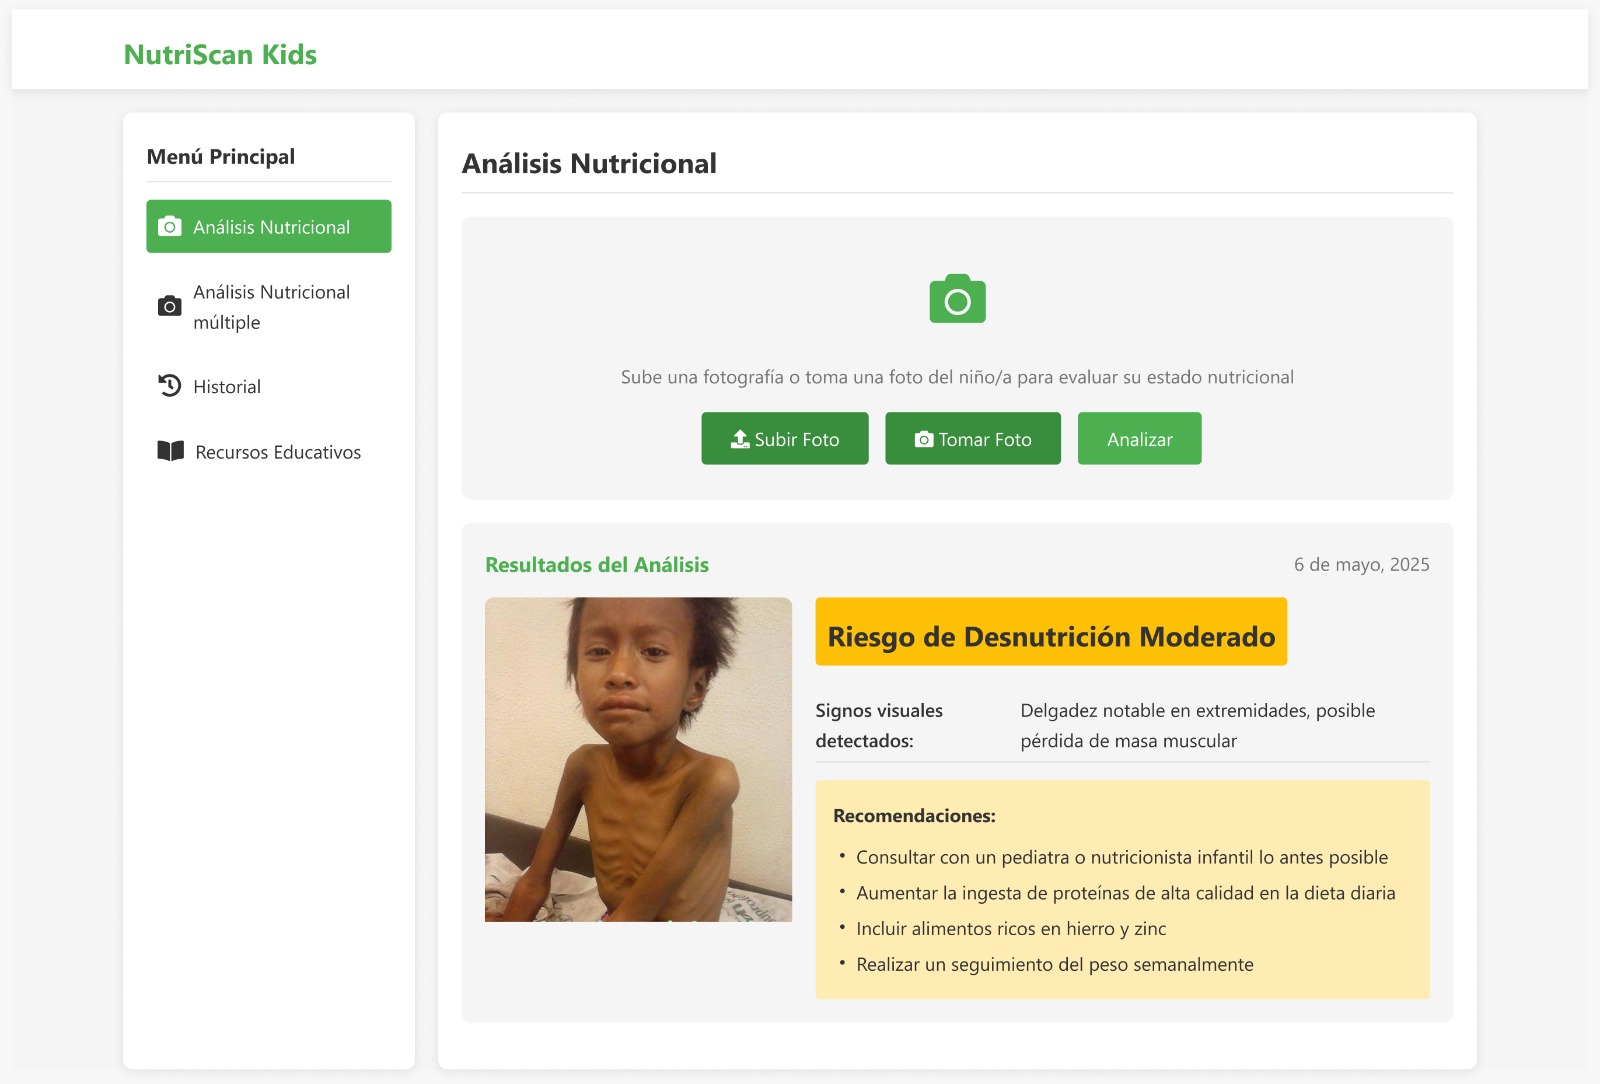 NutriScan Kids
Menú Principal
Análisis Nutricional
Análisis Nutricional
múltiple
Historial
Recursos Educativos
Análisis Nutricional
Sube una fotografía o toma una foto del niño/a para evaluar su estado nutricional
Subir Foto
Tomar Foto
Analizar
Resultados del Análisis
6 de mayo, 2025
Riesgo de Desnutrición Moderado
Signos visuales
detectados:
Delgadez notable en extremidades, posible
pérdida de masa muscular
Recomendaciones:
• Consultar con un pediatra o nutricionista infantil lo antes posible
• Aumentar la ingesta de proteínas de alta calidad en la dieta diaria
• Incluir alimentos ricos en hierro y zinc
• Realizar un seguimiento del peso semanalmente